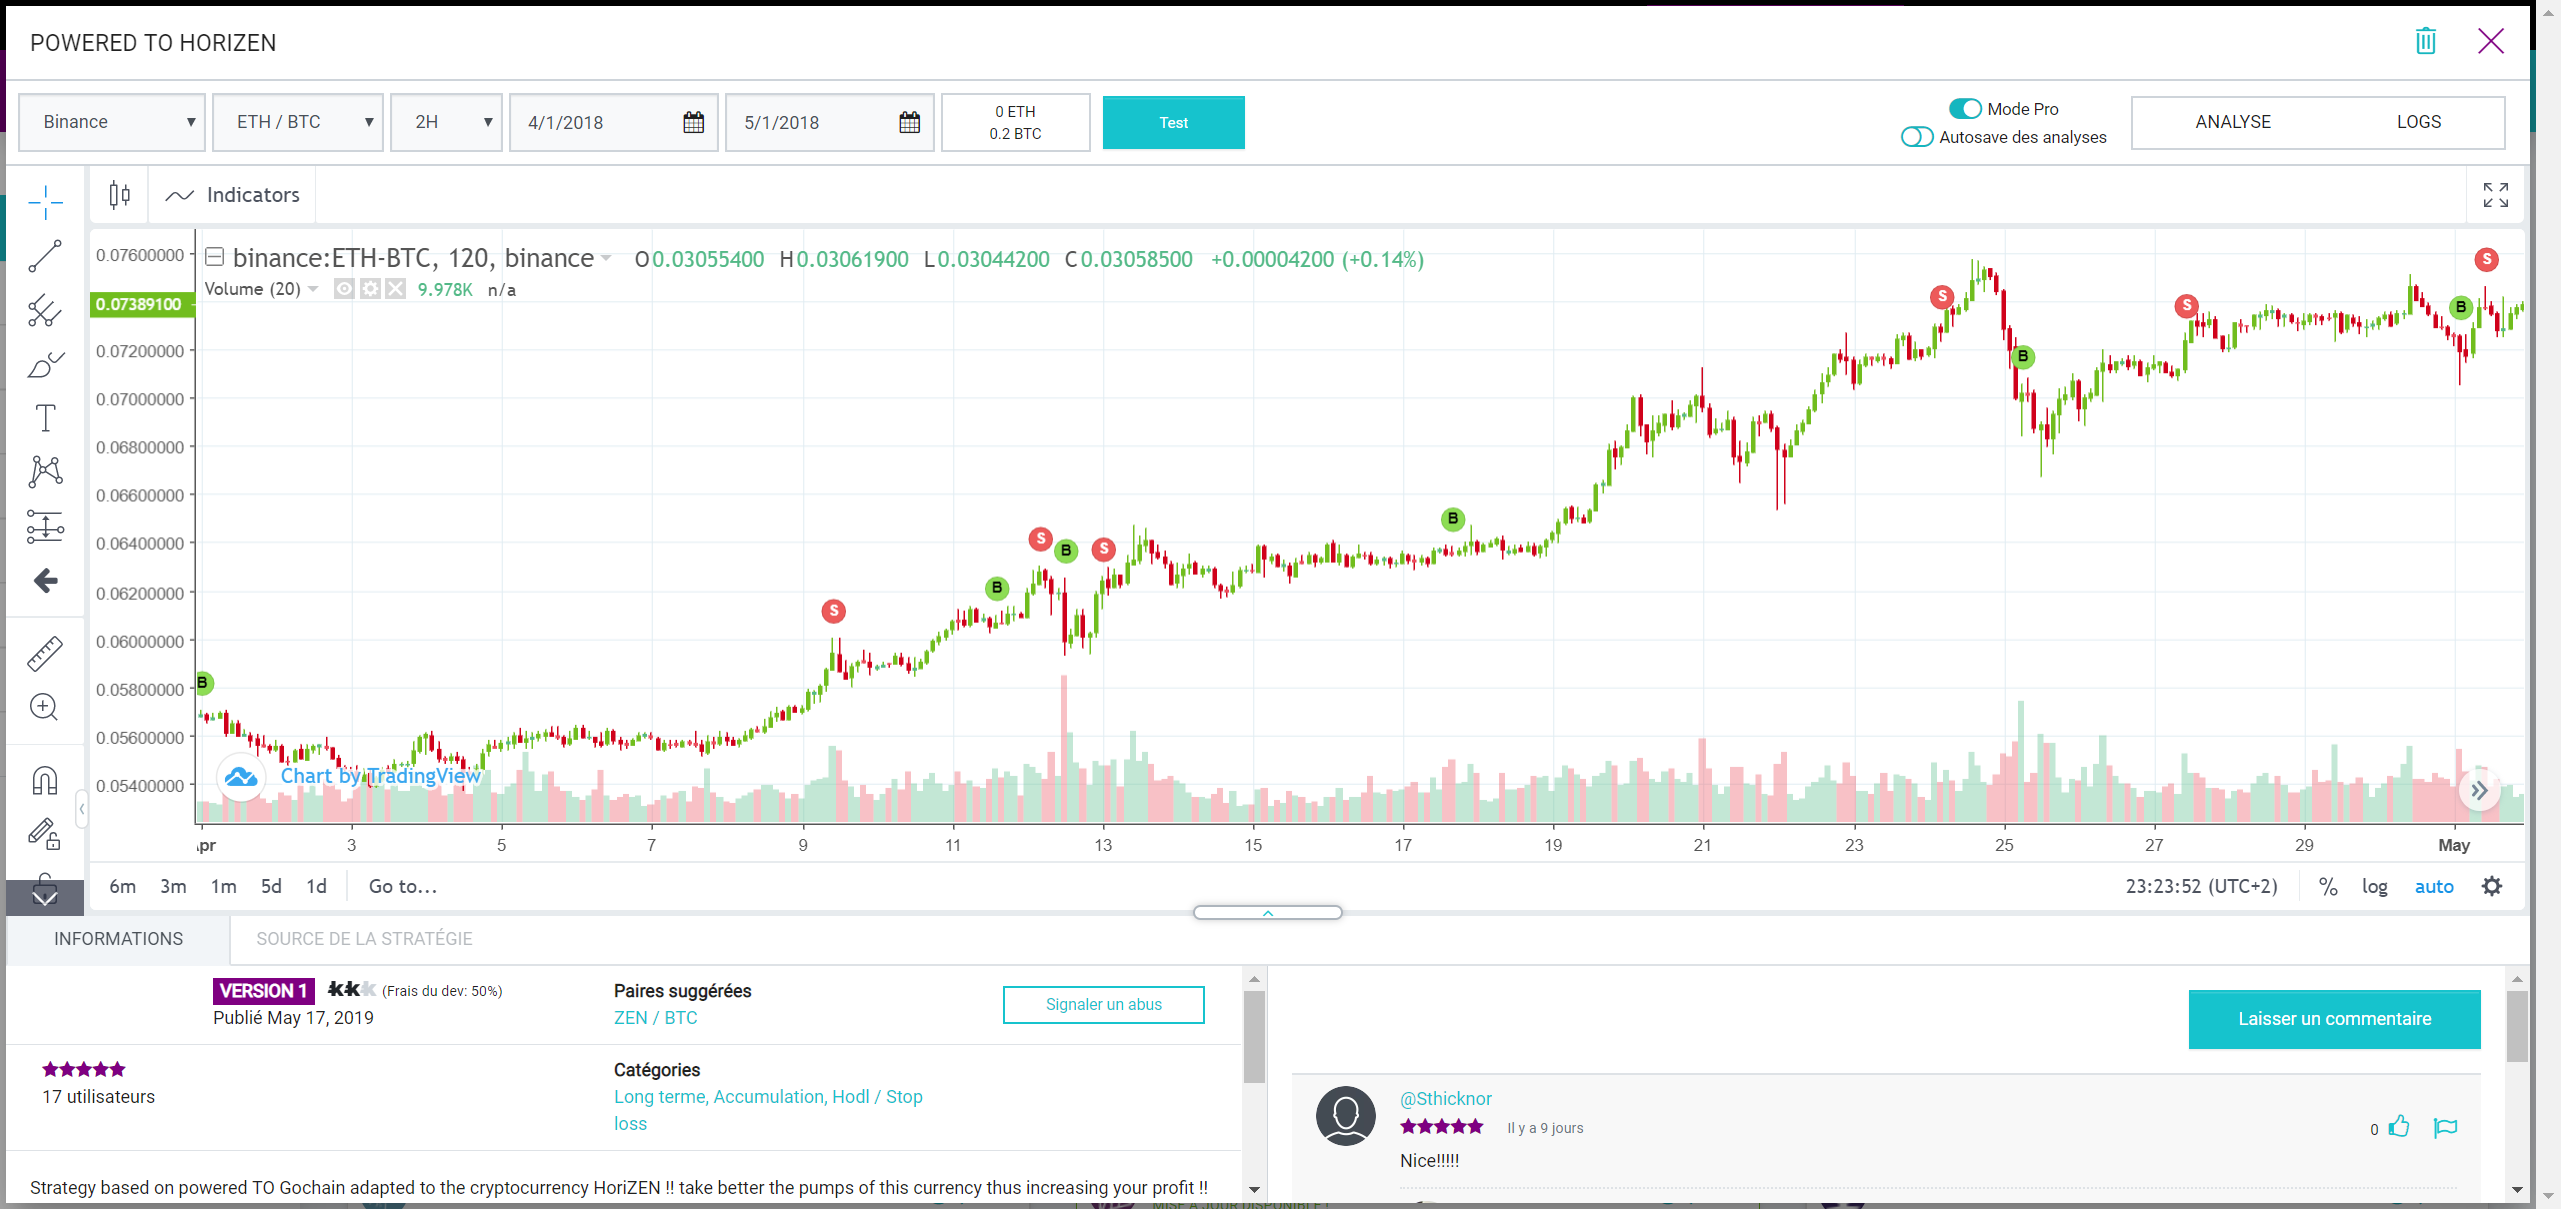 POWERED TO HORIZEN
Binance
ETH / BTC
2H
4/1/2018
5/1/2018
0 ETH
0.2 BTC
Test
Mode Pro
Autosave des analyses
ANALYSE
LOGS
Indicators
binance:ETH-BTC, 120, binance
O0.03055400 H0.03061900 L0.03044200 C0.03058500 +0.00004200 (+0.14%)
Volume (20)
9.978K n/a
0.07600000
0.07389100
0.07200000
0.07000000
0.06800000
0.06600000
0.06400000
0.06200000
0.06000000
0.05800000
0.05600000
0.05400000
B
S
B
S
B
S
B
S
B
S
B
S
Chart by TradingView
Apr 3 5 7 9 11 13 15 17 19 21 23 25 27 29 May
6m 3m 1m 5d 1d Go to...
23:23:52 (UTC+2) % log auto
INFORMATIONS
SOURCE DE LA STRATÉGIE
VERSION 1
(Frais du dev: 50%)
Publié May 17, 2019
Paires suggérées
ZEN / BTC
Signaler un abus
17 utilisateurs
Catégories
Long terme, Accumulation, Hodl / Stop
loss
Strategy based on powered TO Gochain adapted to the cryptocurrency HoriZEN !! take better the pumps of this currency thus increasing your profit !!
Laisser un commentaire
@Sthicknor
Il y a 9 jours
0
Nice!!!!!